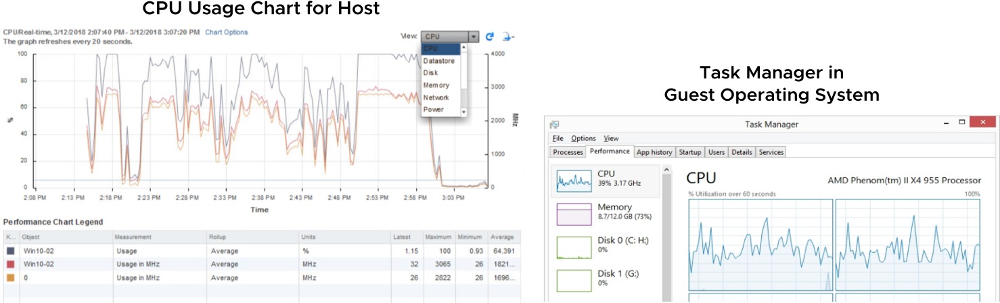 CPU Usage Chart for Host
CPU/Real-time, 3/12/2018 2:07:40 PM - 3/12/2018 3:07:20 PM Chart Options
The graph refreshes every 20 seconds.
View: CPU
CPU
Datastore
Disk
Memory
Network
Power
100
80
60
40
20
0
%
4000
3000
2000
1000
0
MHz
2:08 PM 2:13 PM 2:18 PM 2:23 PM 2:28 PM 2:33 PM 2:38 PM 2:43 PM 2:48 PM 2:53 PM 2:58 PM 3:03 PM
Time
Performance Chart Legend
K... Object Measurement Rollup Units Latest Maximum Minimum Average
Win10-02 Usage Average % 1.15 100 0.93 64.391
Win10-02 Usage in MHz Average MHz 32 3065 26 1821...
0 Usage in MHz Average MHz 26 2822 26 1696...
Task Manager in
Guest Operating System
Task Manager
File Options View
Processes Performance App history Startup Users Details Services
CPU
39% 3.17 GHz
Memory
8.7/12.0 GB (73%)
Disk 0 (C: H:)
0%
Disk 1 (G:)
0%
CPU AMD Phenom(tm) II X4 955 Processor
% Utilization over 60 seconds 100%